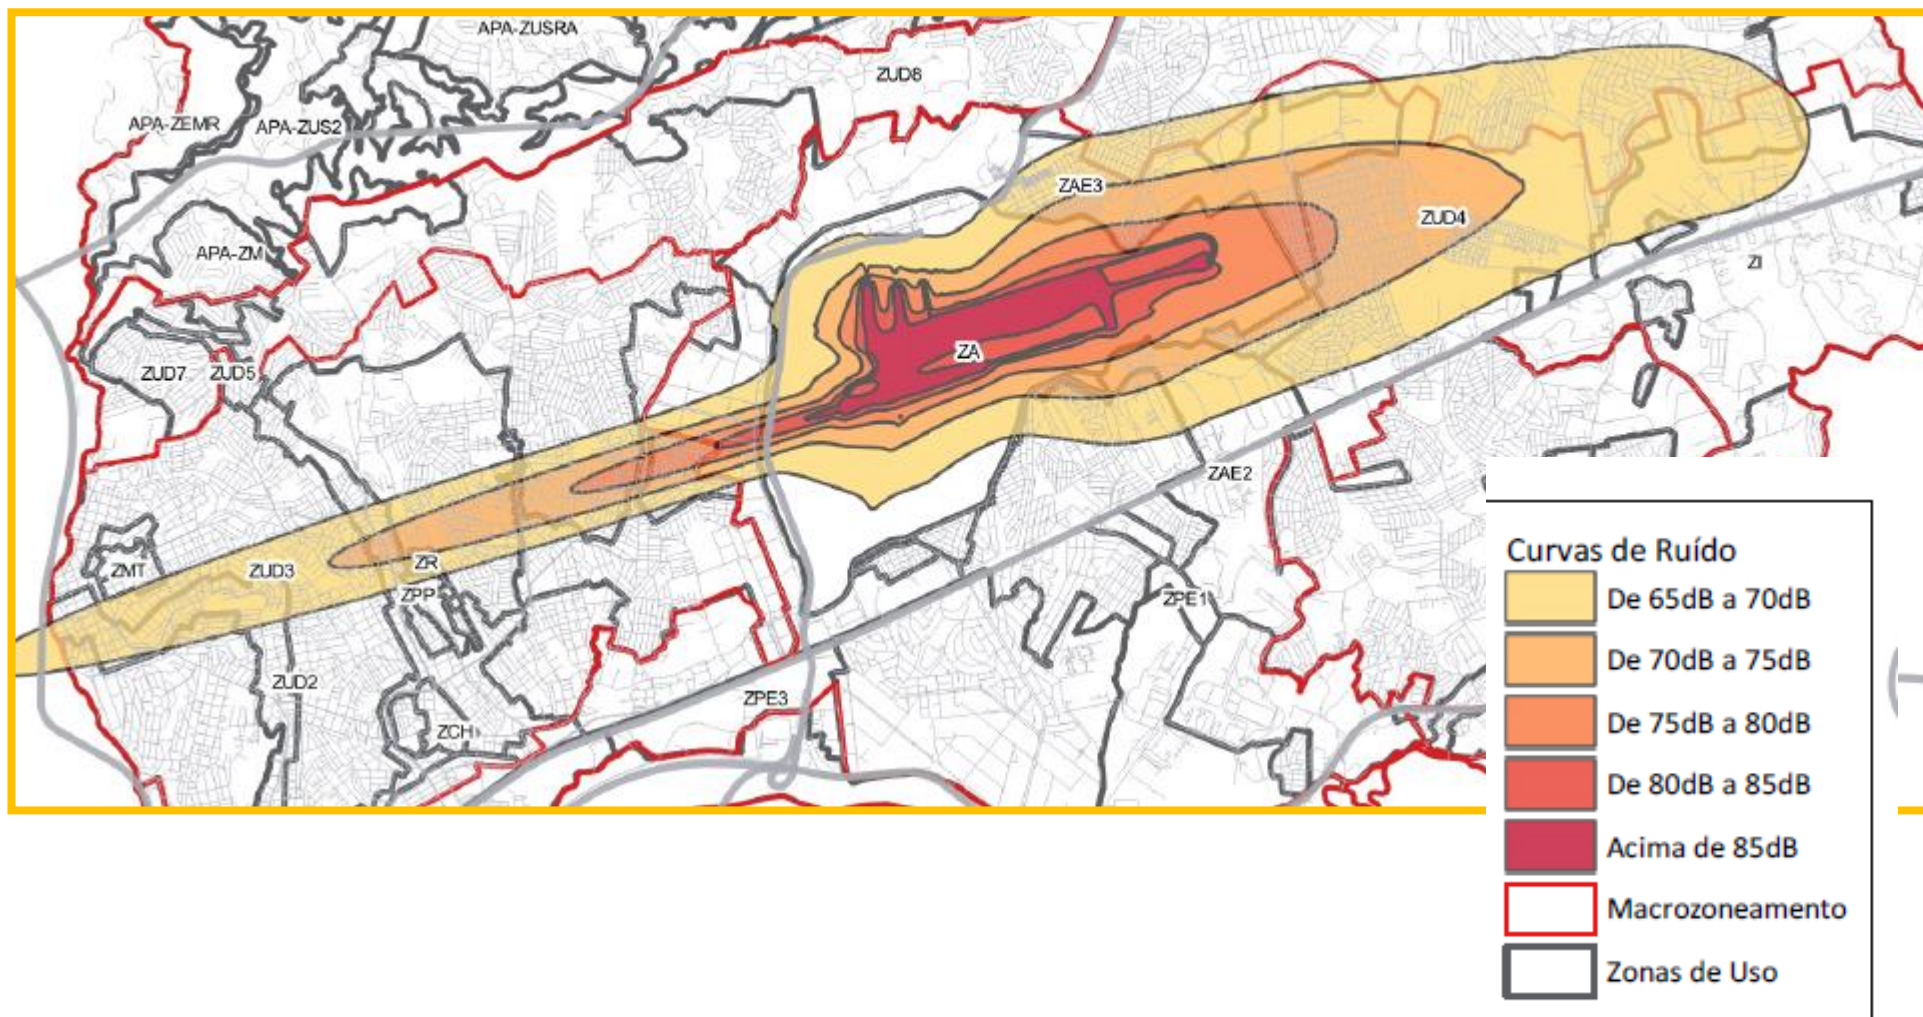 APA-ZUSRA
ZUD8
APA-ZEMR
APA-ZUS2
ZAE3
ZUD4
APA-ZM
ZI
ZA
ZUD7
ZUD5
ZAE2
ZR
ZMT
ZUD3
ZPP
ZPE1
ZUD2
ZPE3
ZCH
Curvas de Ruído
De 65dB a 70dB
De 70dB a 75dB
De 75dB a 80dB
De 80dB a 85dB
Acima de 85dB
Macrozoneamento
Zonas de Uso